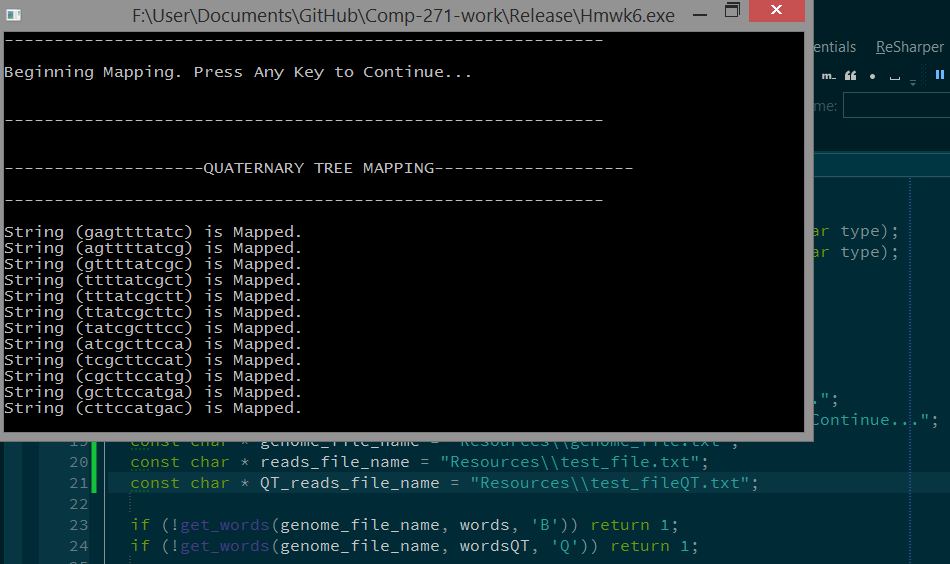 F:\User\Documents\GitHub\Comp-271-work\Release\Hmwk6.exe
------------------------------------------------------------
Beginning Mapping. Press Any Key to Continue...
------------------------------------------------------------
--------------------QUATERNARY TREE MAPPING--------------------
------------------------------------------------------------
String (gagttttatc) is Mapped.
String (agttttatcg) is Mapped.
String (gttttatcgc) is Mapped.
String (ttttatcgct) is Mapped.
String (tttatcgctt) is Mapped.
String (ttatcgcttc) is Mapped.
String (tatcgcttcc) is Mapped.
String (atcgcttcca) is Mapped.
String (tcgcttccat) is Mapped.
String (cgcttccatg) is Mapped.
String (gcttccatga) is Mapped.
String (cttccatgac) is Mapped.
entials ReSharper
me:
ar type);
ar type);
.";
Continue...";
19 const char * genome_file_name = "Resources\\genome_file.txt";
20 const char * reads_file_name = "Resources\\test_file.txt";
21 const char * QT_reads_file_name = "Resources\\test_fileQT.txt";
22
23 if (!get_words(genome_file_name, words, 'B')) return 1;
24 if (!get_words(genome_file_name, wordsQT, 'Q')) return 1;